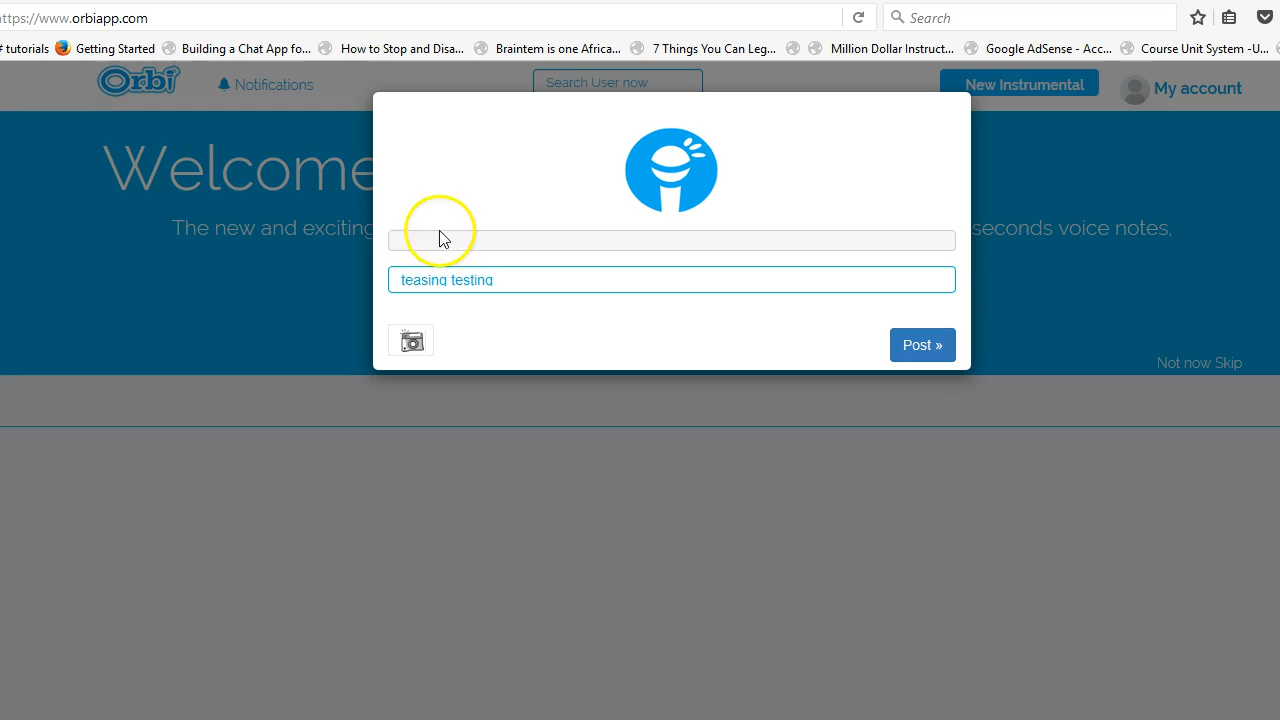 ttps://www.orbiapp.com
Search
# tutorials Getting Started Building a Chat App fo... How to Stop and Disa... Braintem is one Africa... 7 Things You Can Leg... Million Dollar Instruct... Google AdSense - Acc... Course Unit System -U...
Orbi Notifications Search User now New Instrumental My account
Welcome
The new and exciting seconds voice notes,
teasing testing
Post »
Not now Skip